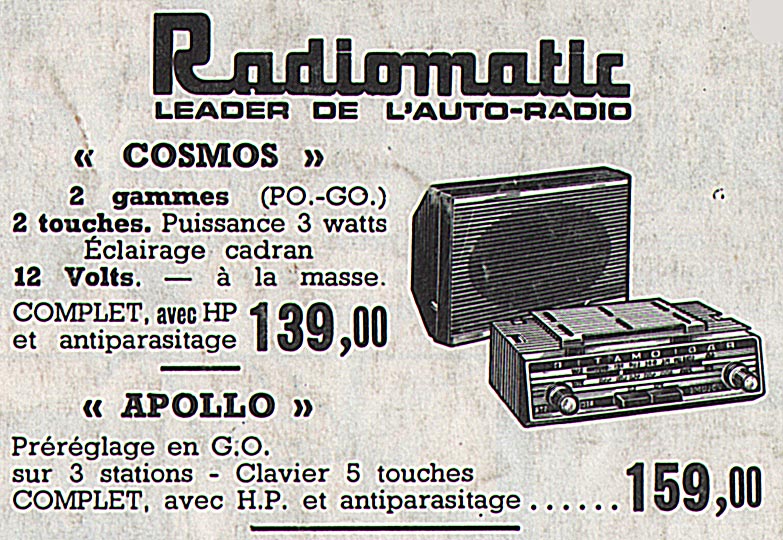 Radiomatic
LEADER DE L'AUTO-RADIO
« COSMOS »
2 gammes (PO.-GO.)
2 touches. Puissance 3 watts
Éclairage cadran
12 Volts. — à la masse.
COMPLET, avec HP
et antiparasitage 139,00
« APOLLO »
Préréglage en G.O.
sur 3 stations - Clavier 5 touches
COMPLET, avec H.P. et antiparasitage ...... 159,00